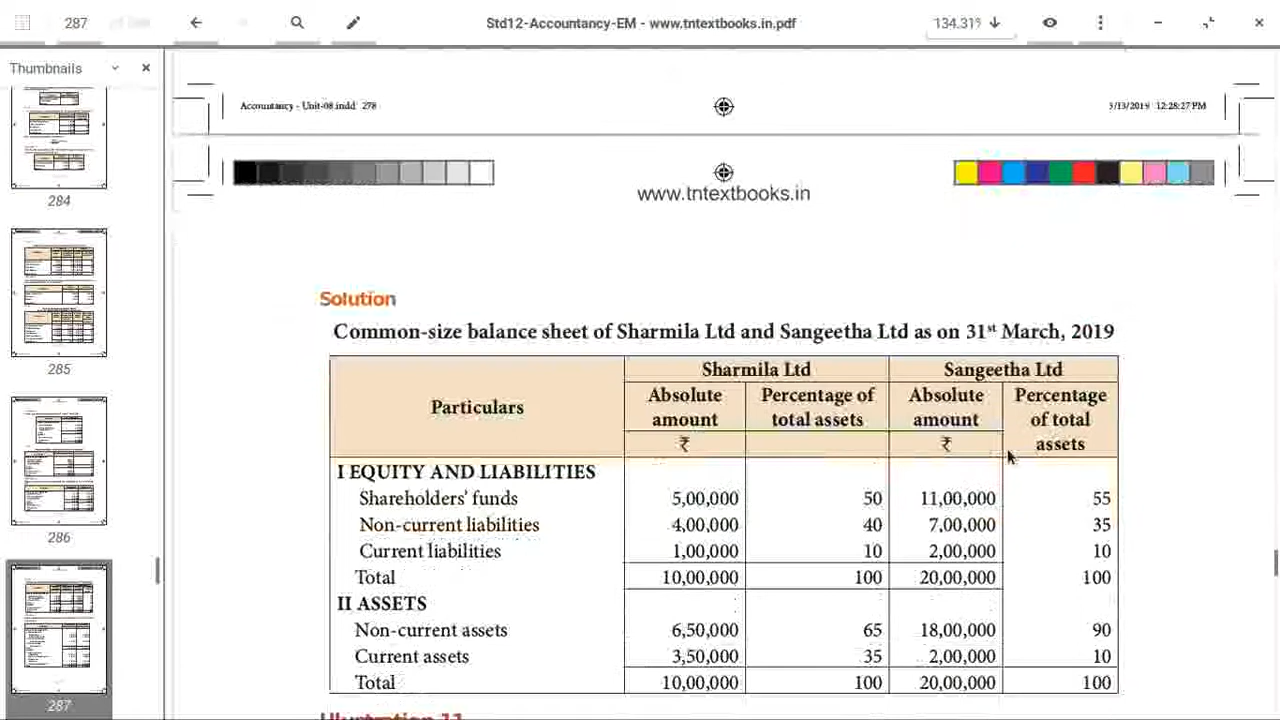 287
Std12-Accountancy-EM - www.tntextbooks.in.pdf
134.31%
Thumbnails
284
285
286
287
Accountancy - Unit-08.indd 278
3/13/2019 12:28:27 PM
www.tntextbooks.in
Solution
Common-size balance sheet of Sharmila Ltd and Sangeetha Ltd as on 31st March, 2019
Particulars Sharmila Ltd Sangeetha Ltd
Absolute amount ₹ Percentage of total assets Absolute amount ₹ Percentage of total assets
I EQUITY AND LIABILITIES
Shareholders' funds 5,00,000 50 11,00,000 55
Non-current liabilities 4,00,000 40 7,00,000 35
Current liabilities 1,00,000 10 2,00,000 10
Total 10,00,000 100 20,00,000 100
II ASSETS
Non-current assets 6,50,000 65 18,00,000 90
Current assets 3,50,000 35 2,00,000 10
Total 10,00,000 100 20,00,000 100